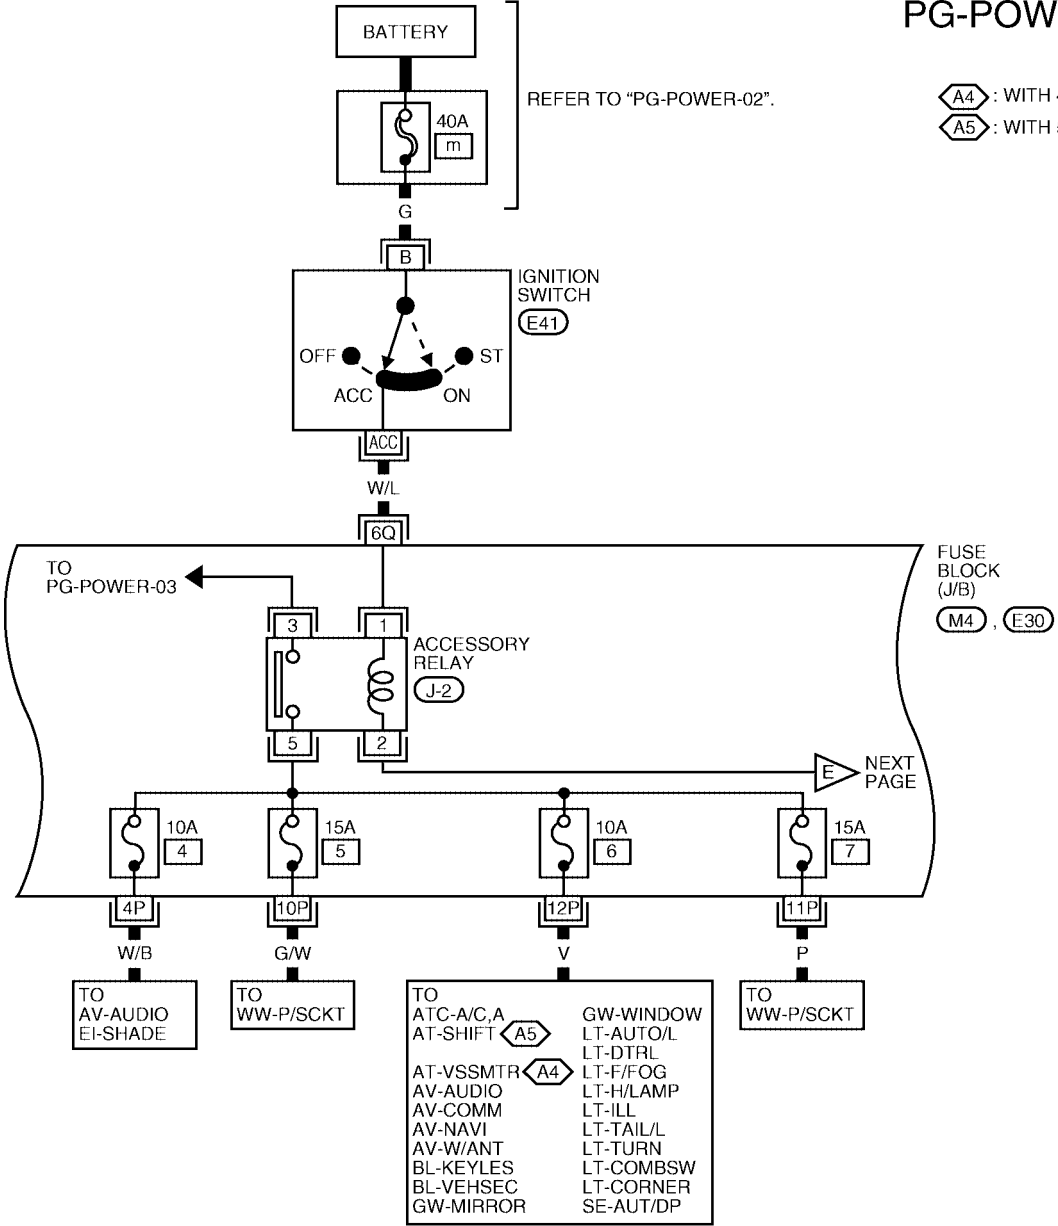 PG-POW
BATTERY
REFER TO “PG-POWER-02”.
A4 : WITH
A5 : WITH
40A
m
G
B
IGNITION
SWITCH
E41
OFF
ST
ACC
ON
ACC
W/L
6Q
TO
PG-POWER-03
FUSE
BLOCK
(J/B)
M4 , E30
3
1
ACCESSORY
RELAY
J-2
5
2
E
NEXT
PAGE
10A
4
15A
5
10A
6
15A
7
4P
10P
12P
11P
W/B
G/W
V
P
TO
AV-AUDIO
EI-SHADE
TO
WW-P/SCKT
TO
ATC-A/C,A
AT-SHIFT A5
AT-VSSMTR A4
AV-AUDIO
AV-COMM
AV-NAVI
AV-W/ANT
BL-KEYLES
BL-VEHSEC
GW-MIRROR
GW-WINDOW
LT-AUTO/L
LT-DTRL
LT-F/FOG
LT-H/LAMP
LT-ILL
LT-TAIL/L
LT-TURN
LT-COMBSW
LT-CORNER
SE-AUT/DP
TO
WW-P/SCKT